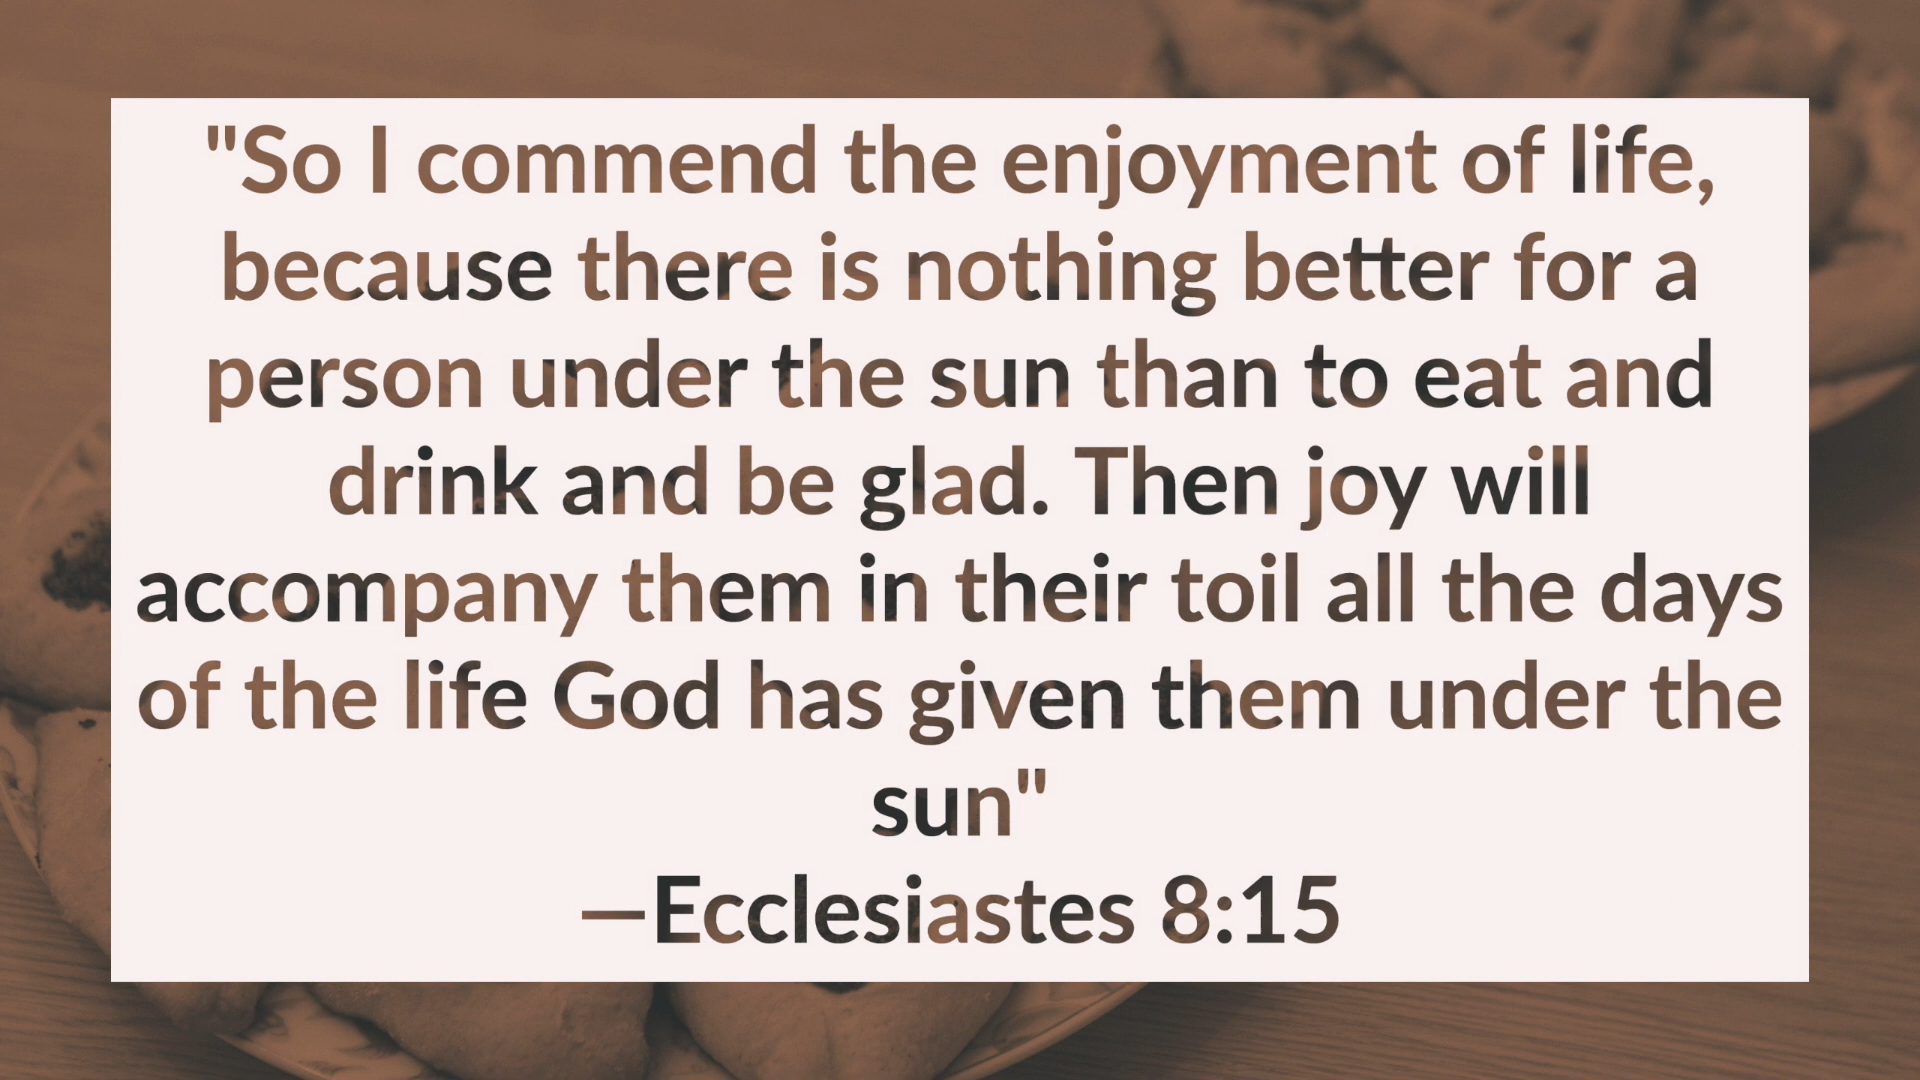 "So I commend the enjoyment of life,
because there is nothing better for a
person under the sun than to eat and
drink and be glad. Then joy will
accompany them in their toil all the days
of the life God has given them under the
sun"
—Ecclesiastes 8:15